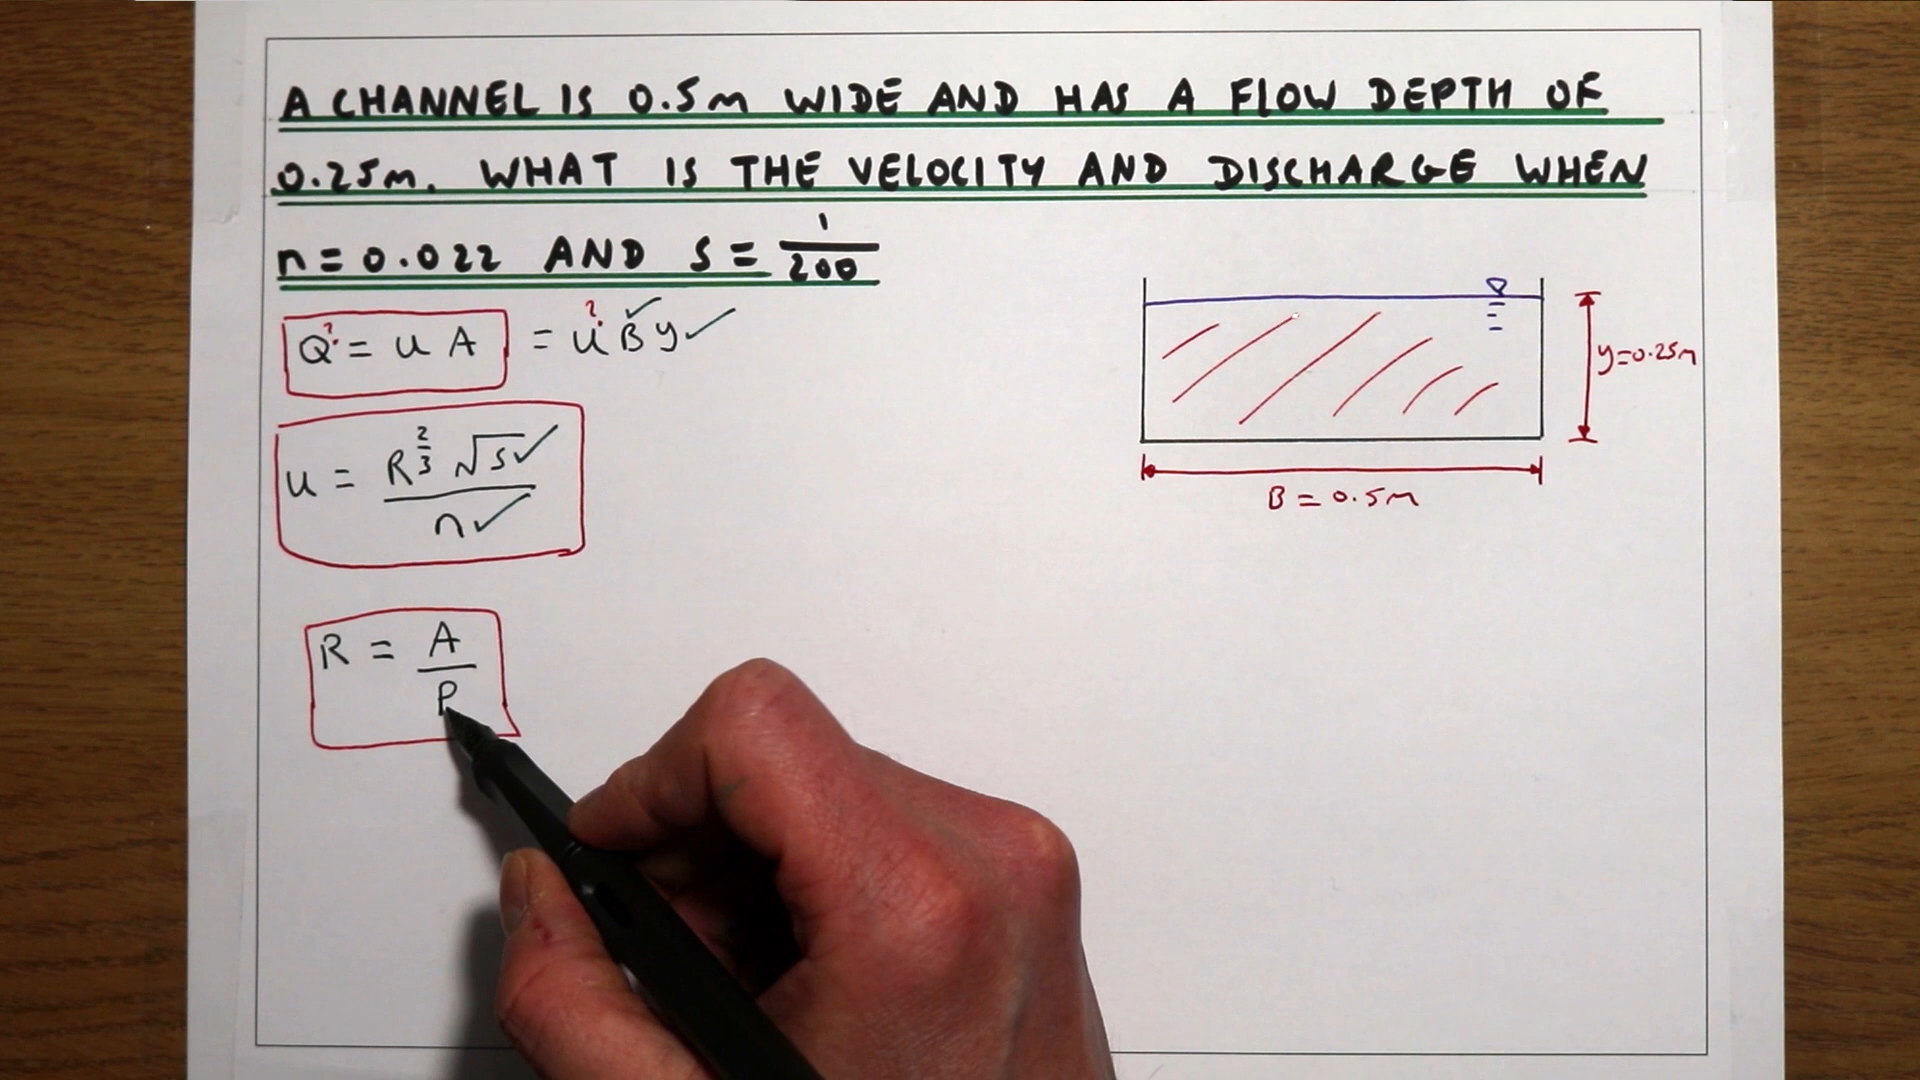 A CHANNEL IS 0.5m WIDE AND HAS A FLOW DEPTH OF
0.25m. WHAT IS THE VELOCITY AND DISCHARGE WHEN
n = 0.022 AND S = 1/200
Q? = u A = u? B✓ y✓
u = R^(2/3) √s✓ / n✓
R = A / P
y=0.25m
B = 0.5m